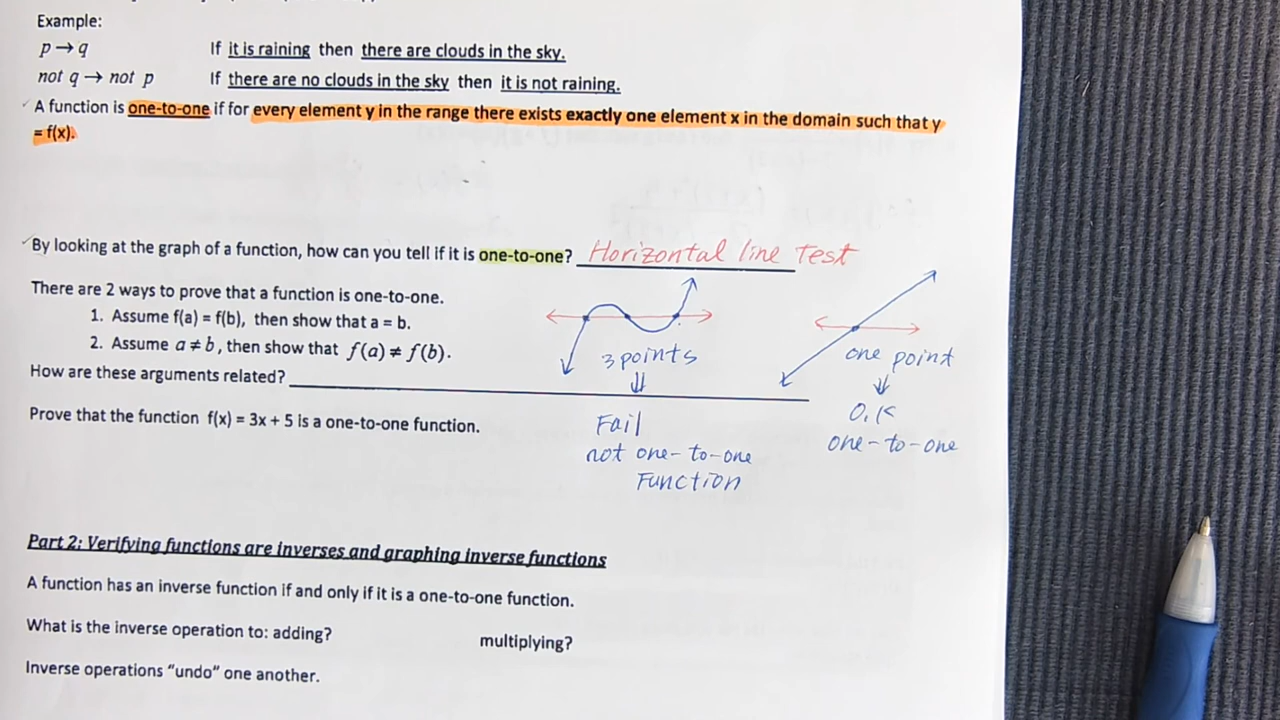 Example:
p → q If it is raining then there are clouds in the sky.
not q → not p If there are no clouds in the sky then it is not raining.
A function is one-to-one if for every element y in the range there exists exactly one element x in the domain such that y
= f(x).
By looking at the graph of a function, how can you tell if it is one-to-one? Horizontal line Test
There are 2 ways to prove that a function is one-to-one.
1. Assume f(a) = f(b), then show that a = b.
2. Assume a ≠ b, then show that f(a) ≠ f(b).
3 points
one point
How are these arguments related?
⇓
⇓
Prove that the function f(x) = 3x + 5 is a one-to-one function.
Fail
not one-to-one
Function
O.K
one-to-one
Part 2: Verifying functions are inverses and graphing inverse functions
A function has an inverse function if and only if it is a one-to-one function.
What is the inverse operation to: adding? multiplying?
Inverse operations “undo” one another.